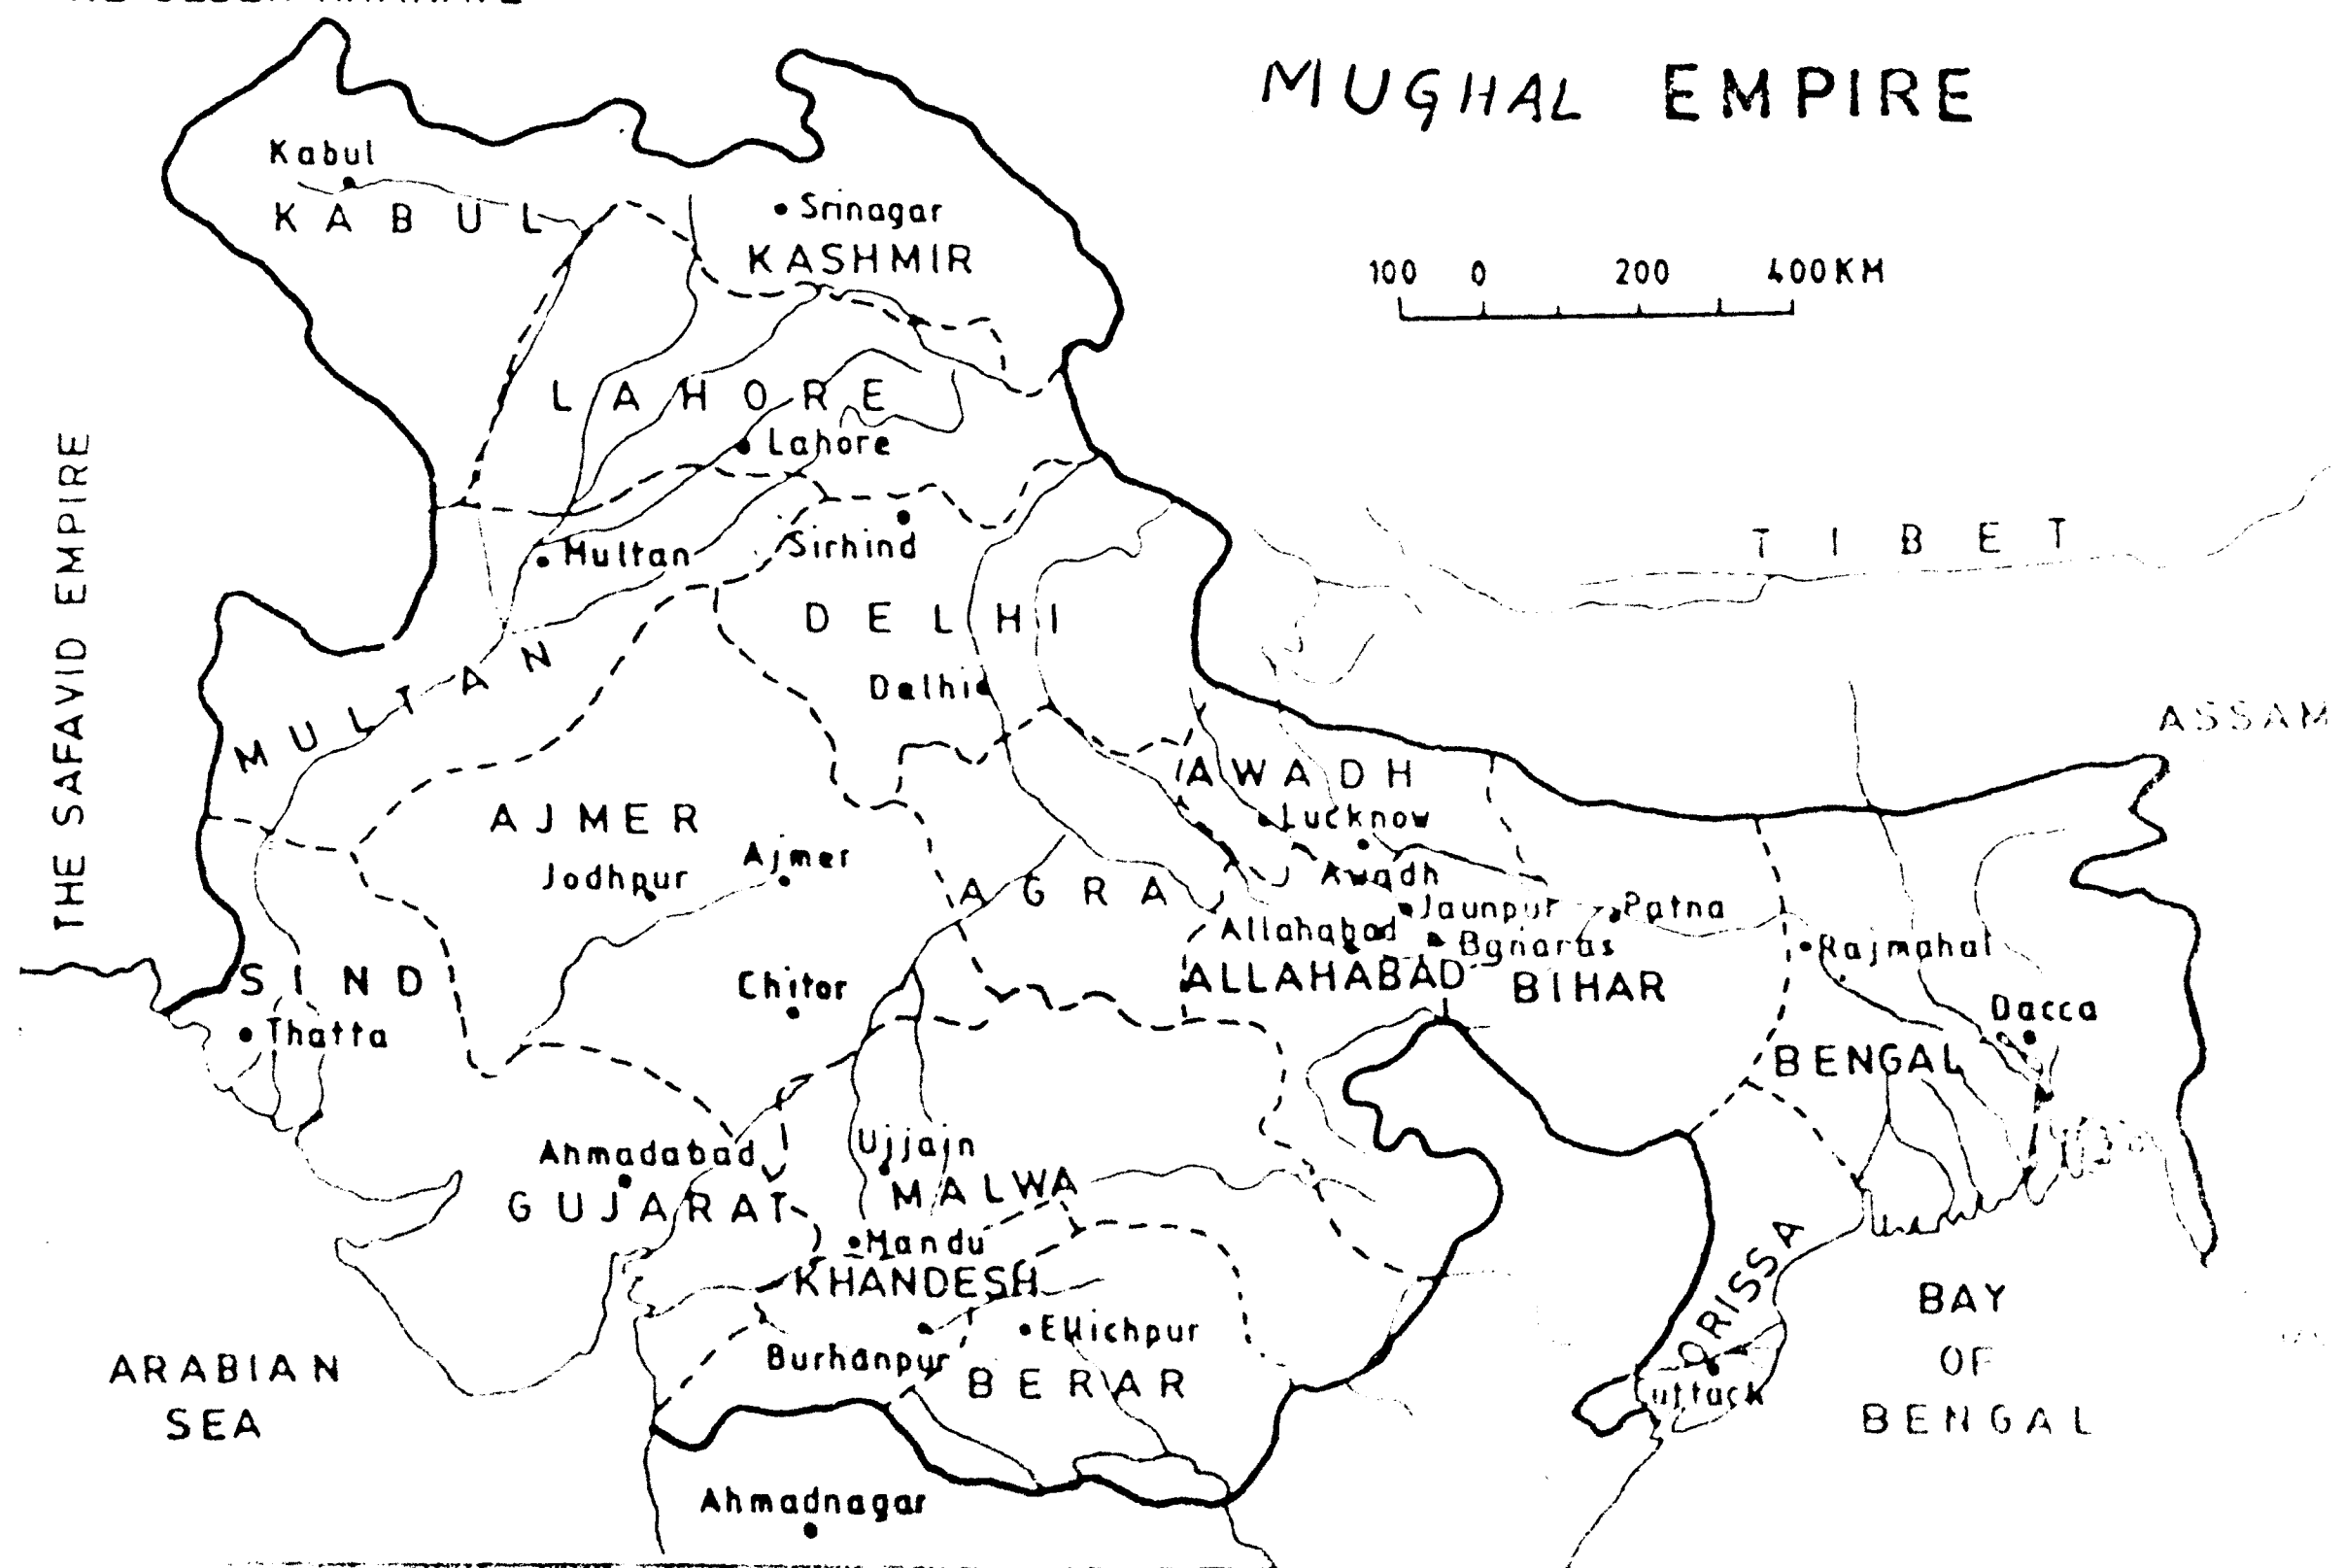 MUGHAL EMPIRE
Kabul
KABUL
Srinagar
KASHMIR
100 0 200 400KM
LAHORE
Lahore
THE SAFAVID EMPIRE
Multan
Sirhind
TIBET
DELHI
MULTAN
Delhi
ASSAM
AWADH
AJMER
Lucknow
Ajmer
Jodhpur
Awadh
AGRA
Jaunpur
Patna
Allahabad
Banaras
Rajmahal
SIND
Chitor
ALLAHABAD
BIHAR
Thatta
Dacca
BENGAL
Ahmadabad
Ujjain
GUJARAT
MALWA
Mandu
KHANDESH
ORISSA
BAY
OF
BENGAL
Ellichpur
Burhanpur
BERAR
ARABIAN
SEA
Cuttack
Ahmadnagar